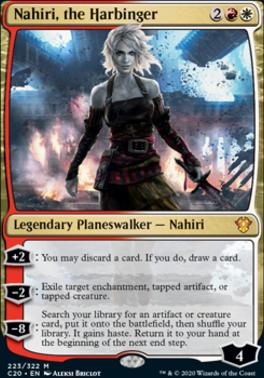 Nahiri, the Harbinger 2
Legendary Planeswalker — Nahiri
+2: You may discard a card. If you do, draw a card.
−2: Exile target enchantment, tapped artifact, or
tapped creature.
−8: Search your library for an artifact or creature
card, put it onto the battlefield, then shuffle your
library. It gains haste. Return it to your hand at
the beginning of the next end step.
4
223/322 M
C20 • EN ALEKSI BRICLOT
™ & © 2020 Wizards of the Coast